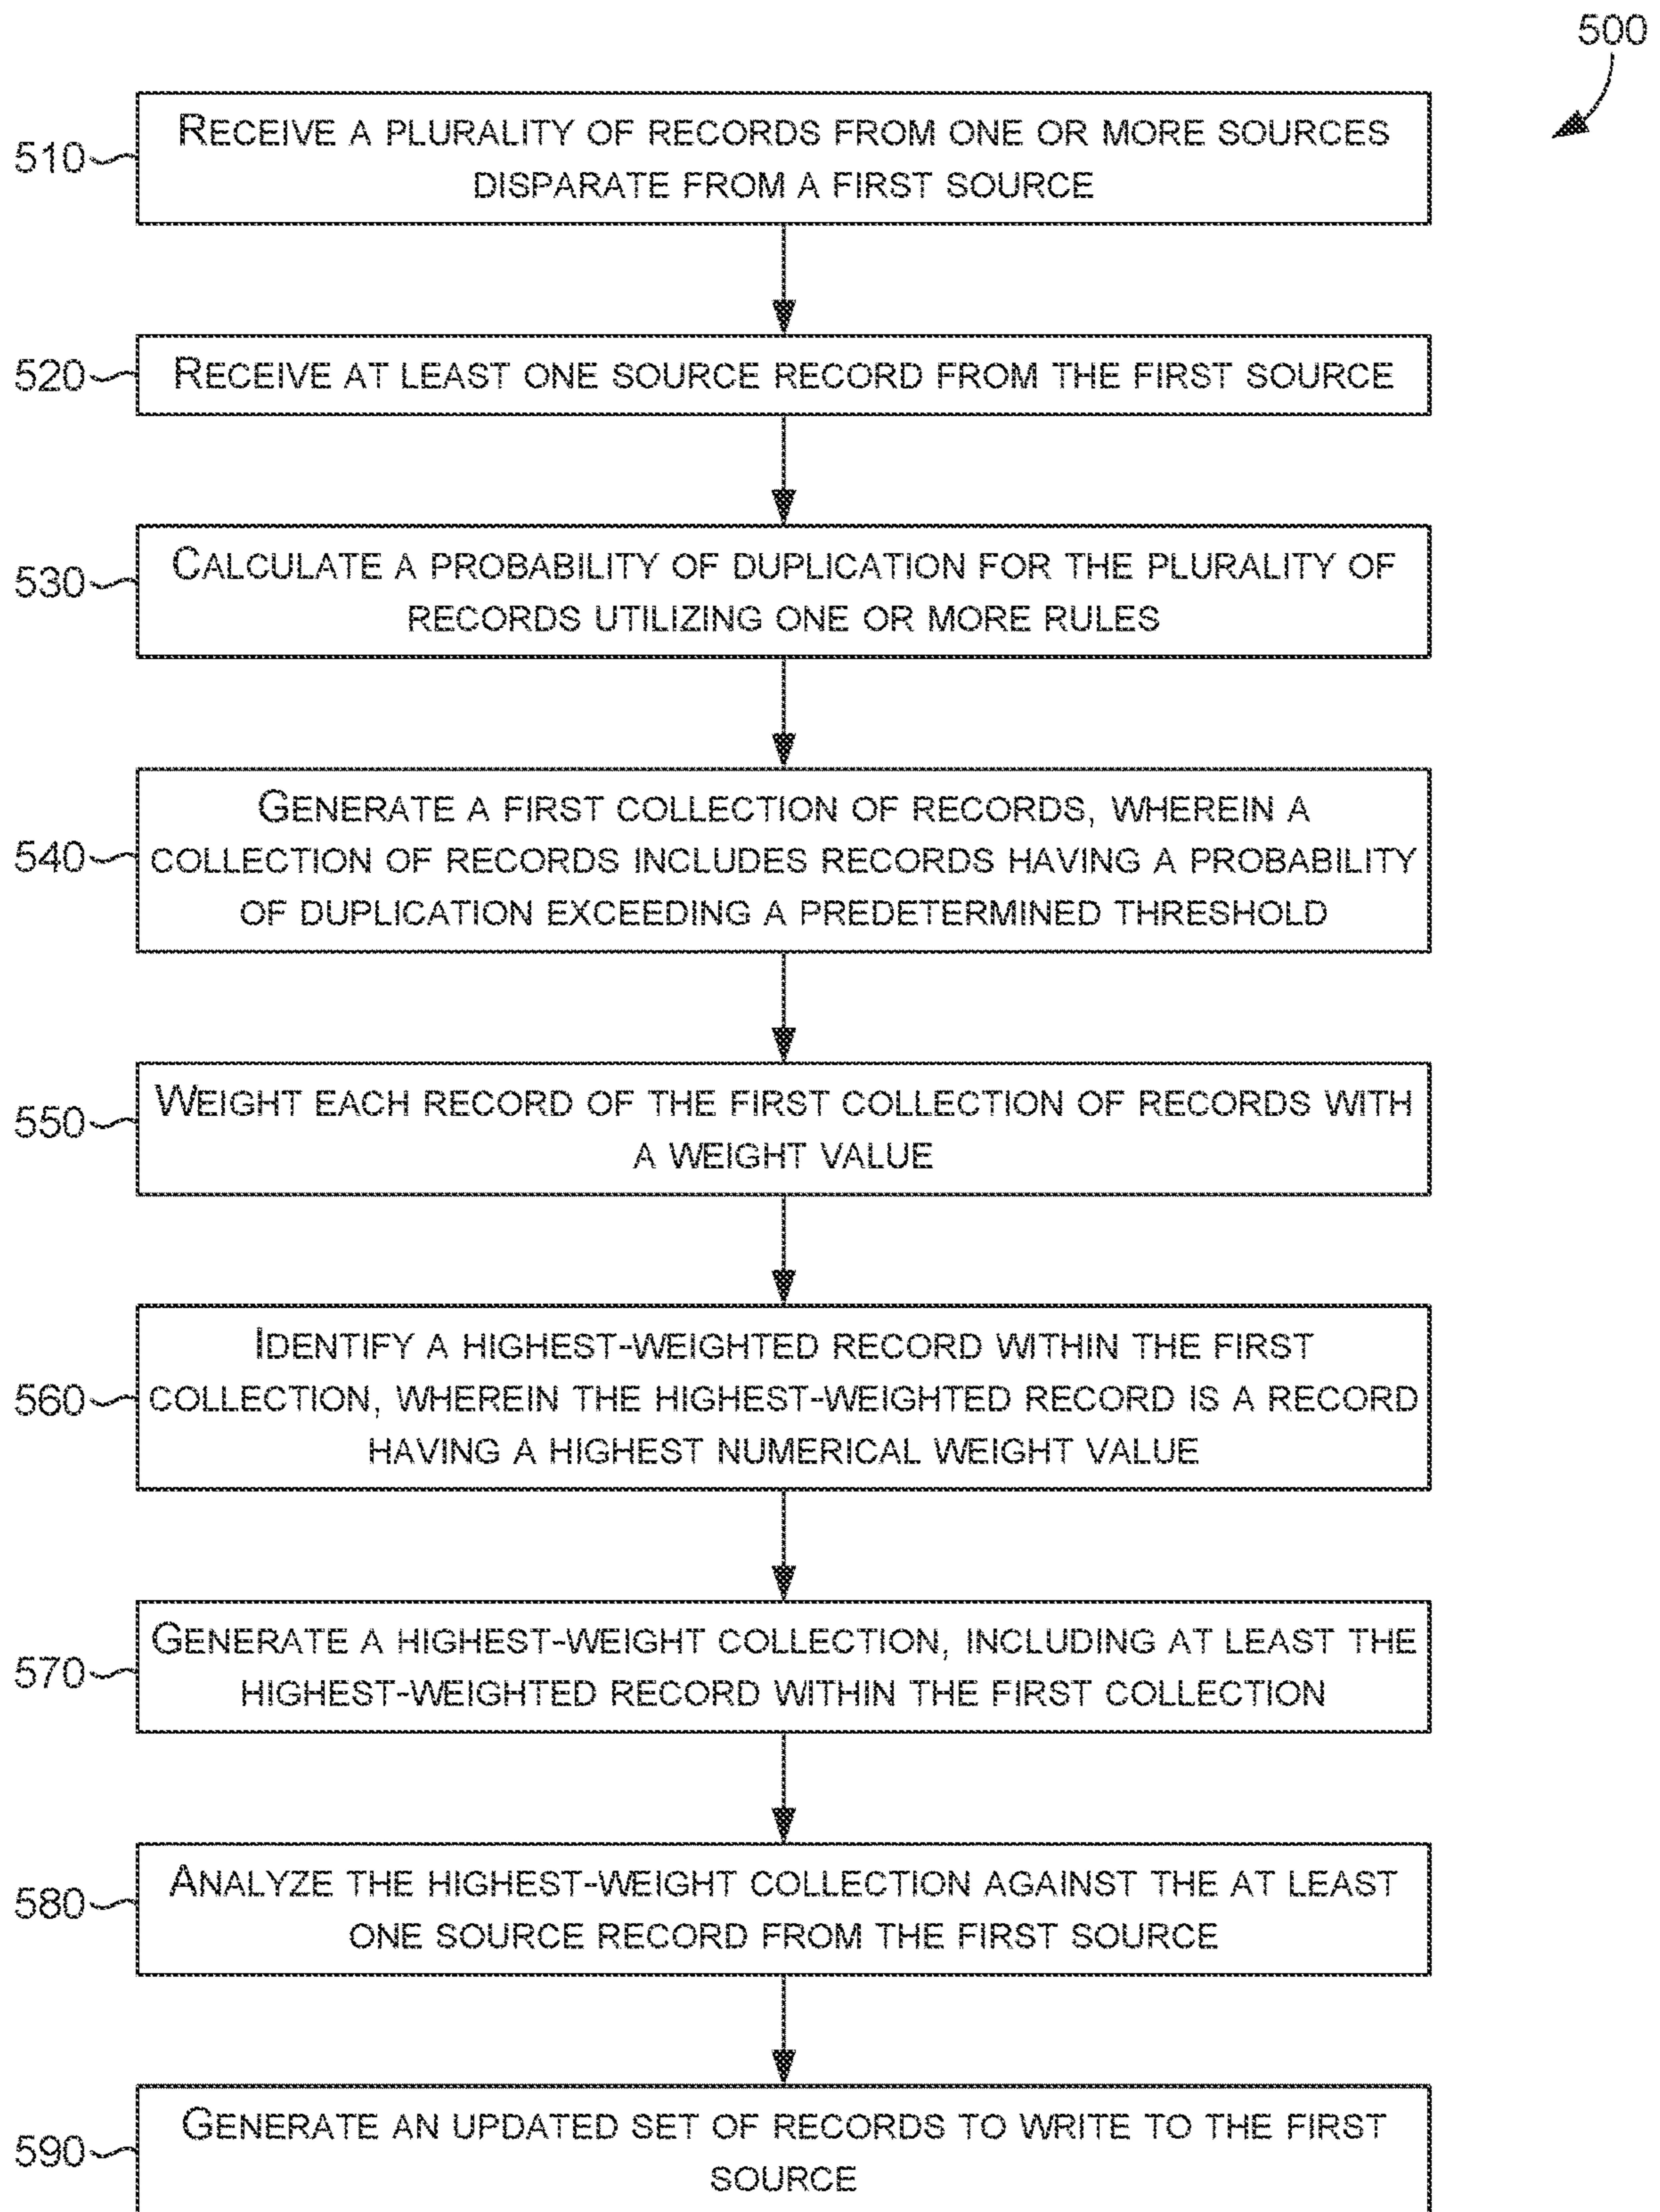 500
510
RECEIVE A PLURALITY OF RECORDS FROM ONE OR MORE SOURCES
DISPARATE FROM A FIRST SOURCE
520
RECEIVE AT LEAST ONE SOURCE RECORD FROM THE FIRST SOURCE
530
CALCULATE A PROBABILITY OF DUPLICATION FOR THE PLURALITY OF
RECORDS UTILIZING ONE OR MORE RULES
540
GENERATE A FIRST COLLECTION OF RECORDS, WHEREIN A
COLLECTION OF RECORDS INCLUDES RECORDS HAVING A PROBABILITY
OF DUPLICATION EXCEEDING A PREDETERMINED THRESHOLD
550
WEIGHT EACH RECORD OF THE FIRST COLLECTION OF RECORDS WITH
A WEIGHT VALUE
560
IDENTIFY A HIGHEST-WEIGHTED RECORD WITHIN THE FIRST
COLLECTION, WHEREIN THE HIGHEST-WEIGHTED RECORD IS A RECORD
HAVING A HIGHEST NUMERICAL WEIGHT VALUE
570
GENERATE A HIGHEST-WEIGHT COLLECTION, INCLUDING AT LEAST THE
HIGHEST-WEIGHTED RECORD WITHIN THE FIRST COLLECTION
580
ANALYZE THE HIGHEST-WEIGHT COLLECTION AGAINST THE AT LEAST
ONE SOURCE RECORD FROM THE FIRST SOURCE
590
GENERATE AN UPDATED SET OF RECORDS TO WRITE TO THE FIRST
SOURCE